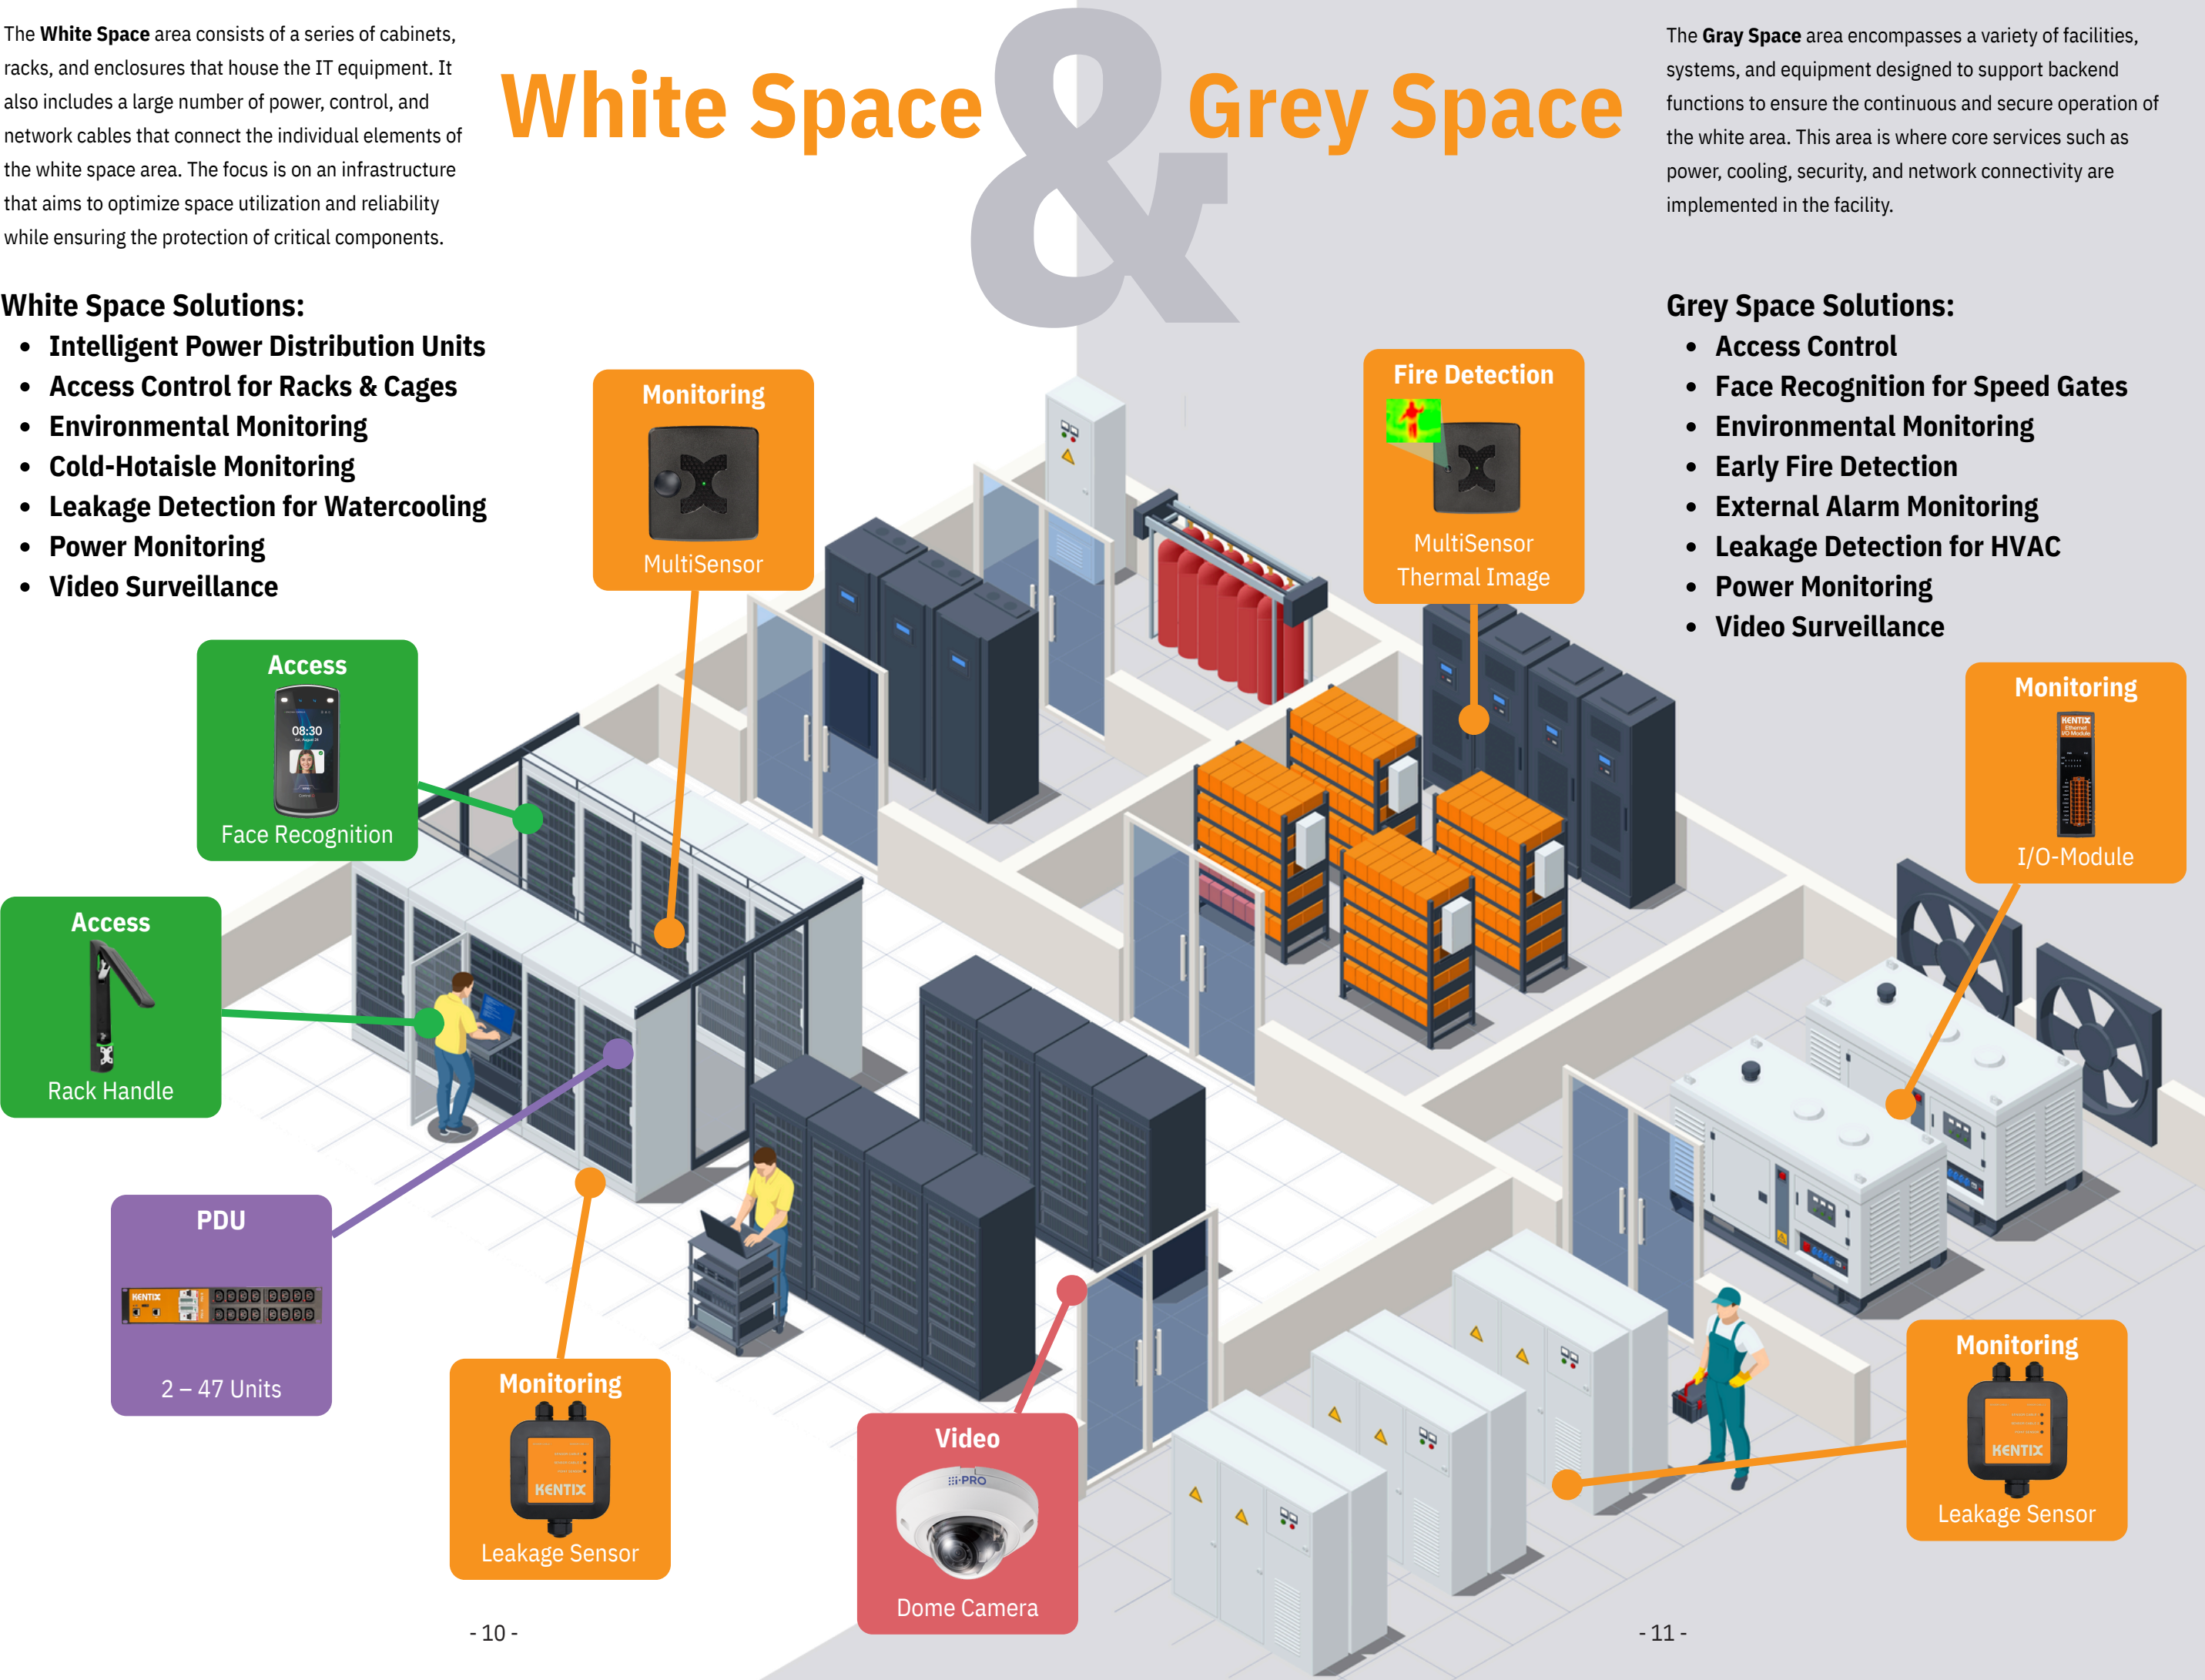 The White Space area consists of a series of cabinets,
racks, and enclosures that house the IT equipment. It
also includes a large number of power, control, and
network cables that connect the individual elements of
the white space area. The focus is on an infrastructure
that aims to optimize space utilization and reliability
while ensuring the protection of critical components.
White Space & Grey Space
The Gray Space area encompasses a variety of facilities,
systems, and equipment designed to support backend
functions to ensure the continuous and secure operation of
the white area. This area is where core services such as
power, cooling, security, and network connectivity are
implemented in the facility.
White Space Solutions:
• Intelligent Power Distribution Units
• Access Control for Racks & Cages
• Environmental Monitoring
• Cold-Hotaisle Monitoring
• Leakage Detection for Watercooling
• Power Monitoring
• Video Surveillance
Grey Space Solutions:
• Access Control
• Face Recognition for Speed Gates
• Environmental Monitoring
• Early Fire Detection
• External Alarm Monitoring
• Leakage Detection for HVAC
• Power Monitoring
• Video Surveillance
Monitoring
MultiSensor
Fire Detection
MultiSensor
Thermal Image
Access
08:30
Face Recognition
Monitoring
KENTIX
Ethernet
I/O Module
I/O-Module
Access
Rack Handle
PDU
KENTIX
2 – 47 Units
Monitoring
KENTIX
Leakage Sensor
Video
i-PRO
Dome Camera
Monitoring
KENTIX
Leakage Sensor
- 10 -
- 11 -